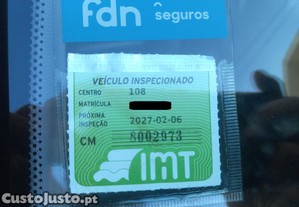 fdn seguros
VEÍCULO INSPECIONADO
CENTRO 108
MATRÍCULA
PRÓXIMA INSPEÇÃO 2027-02-06
CM 8002973
IMT
CustoJusto.pt